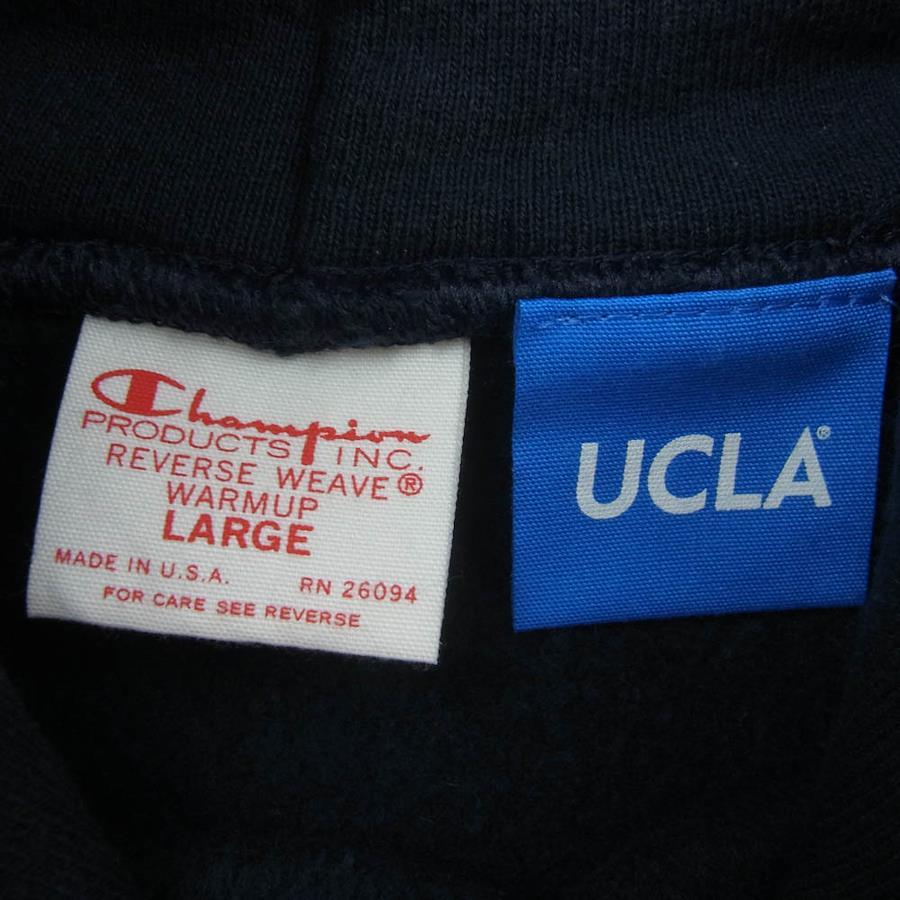 Champion
PRODUCTS INC.
REVERSE WEAVE®
WARMUP
LARGE
MADE IN U.S.A. RN 26094
FOR CARE SEE REVERSE
UCLA®